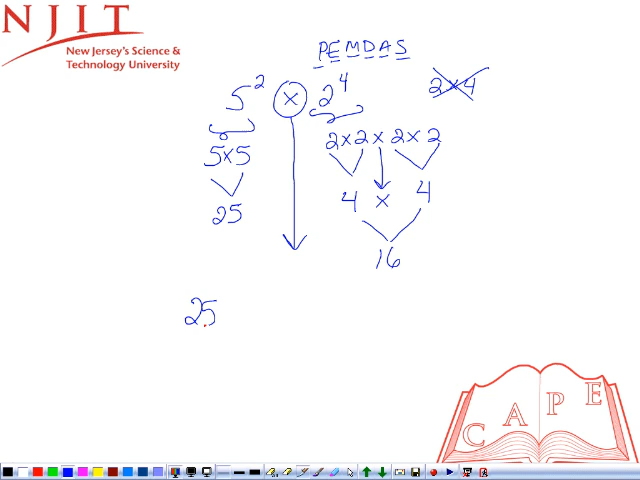 NJIT
New Jersey's Science &
Technology University
PEMDAS
5² × 2⁴
2×4
5×5
2×2×2×2
25
4 × 4
16
25
CAPE